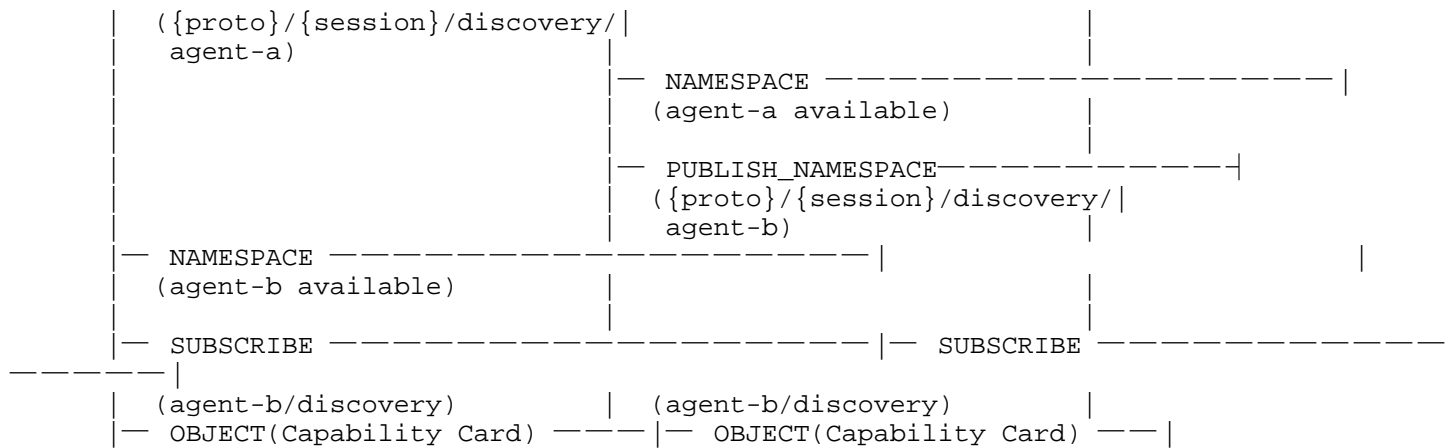 ({proto}/{session}/discovery/
agent-a)
NAMESPACE
(agent-a available)
PUBLISH_NAMESPACE
({proto}/{session}/discovery/
agent-b)
NAMESPACE
(agent-b available)
SUBSCRIBE SUBSCRIBE
(agent-b/discovery) (agent-b/discovery)
OBJECT(Capability Card) OBJECT(Capability Card)